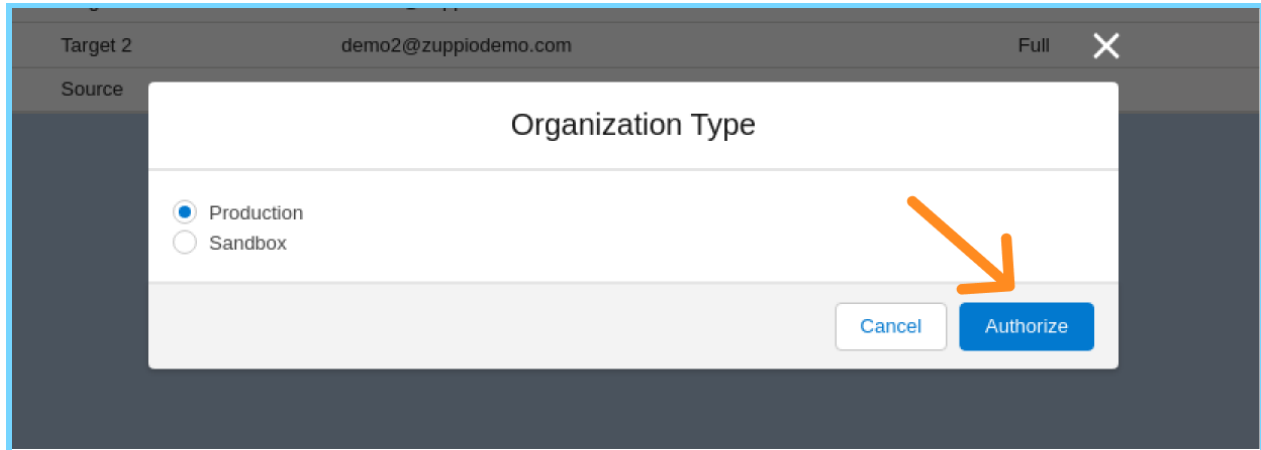 Target 2 demo2@zuppiodemo.com Full
Source
Organization Type
Production
Sandbox
Cancel Authorize